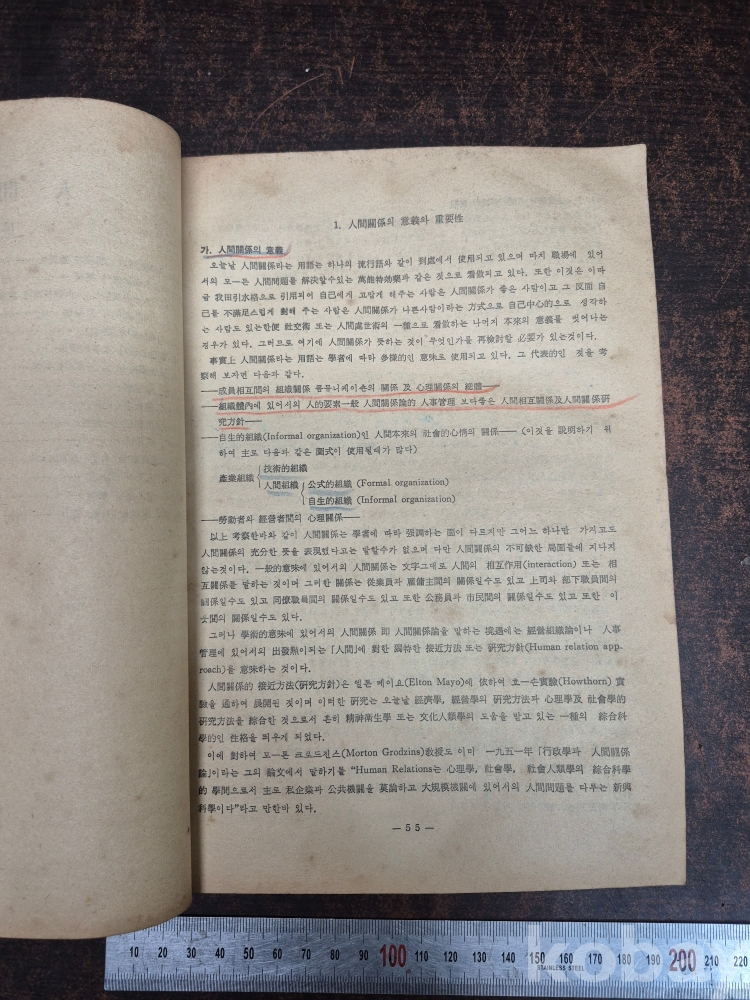 1. 人間關係의 意義와 重要性
가. 人間關係의 意義
오늘날 人間關係라는 用語는 하나의 流行語와 같이 到處에서 使用되고 있으며 마치 職場에 있어
서의 모—든 人間問題를 解決할수있는 萬能特効藥과 같은 것으로 看做되고 있다. 또한 이것은 이따
금 我田引水格으로 引用되어 自己에게 고맙게 해주는 사람은 人間關係가 좋은 사람이고 그 反面 自
己를 不滿足스럽게 對해 주는 사람은 人間關係가 나쁜사람이라는 方式으로 自己中心的으로 생각하
는 사람도 있는한便 社交術 또는 人間處世術의 一種으로 看做하는 나머지 本來의 意義를 벗어나는
경우가 있다. 그러므로 여기에 人間關係가 뜻하는 것이 무엇인가를 再檢討할 必要가 있는것이다.
事實上 人間關係라는 用語는 學者에 따라 多樣的인 意味로 使用되고 있다. 그 代表的인 것을 考
察해 보자면 다음과 같다.
——成員相互間의 組織關係 콤뮤니케이숀의 關係 及 心理關係의 總體——
——組織體內에 있어서의 人的要素一般 人間關係論的 人事管理 보다좋은 人間相互關係及人間關係硏
究方針——
——自生的組織(Informal organization)인 人間本來의 社會的心情의 關係——(이것을 說明하기 위
하여 主로 다음과 같은 圖式이 使用될때가 많다)
產業組織 技術的組織
人間組織 公式的組織 (Formal organization)
自生的組織 (Informal organization)
——勞動者와 經營者間의 心理關係——
以上 考察한바와 같이 人間關係는 學者에 따라 强調하는 面이 다르지만 그어느 하나만 가지고도
人間關係의 充分한 뜻을 表現했다고는 말할수가 없으며 다만 人間關係의 不可缺한 局面들에 지나지
않는것이다. 一般的意味에 있어서의 人間關係는 文字그대로 人間의 相互作用(interaction) 또는 相
互關係를 말하는 것이며 그러한 關係는 從業員과 雇傭主間의 關係일수도 있고 上司와 部下職員間의
關係일수도 있고 同僚職員間의 關係일수도 있고 또한 公務員과 市民間의 關係일수도 있고 또한 이
웃間의 關係일수도 있다.
그러나 學術的意味에 있어서의 人間關係 卽 人間關係論을 말하는 境遇에는 經營組織論이나 人事
管理에 있어서의 出發點이되는 「人間」에 對한 獨特한 接近方法 또는 硏究方針(Human relation app-
roach)을 意味하는 것이다.
人間關係的 接近方法(硏究方針)은 엘톤 메이요(Elton Mayo)에 依하여 호—손實驗(Howthorn) 實
驗을 通하여 展開된 것이며 이러한 硏究는 오늘날 經濟學, 經營學의 硏究方法과 心理學及 社會學의
硏究方法을 綜合한 것으로서 흔히 精神衛生學 또는 文化人類學의 도움을 받고 있는 一種의 綜合科
學的인 性格을 띄우게 되었다.
이에 對하여 모—튼 크로드진스(Morton Grodzins)敎授도 이미 一九五一年「行政學과 人間關係
論」이라는 그의 論文에서 말하기를 “Human Relations는 心理學, 社會學, 社會人類學의 綜合科學
的 學問으로서 主로 私企業과 公共機關을 莫論하고 大規模機關에 있어서의 人間問題를 다루는 新興
科學이다”라고 말한바 있다.
— 55 —
10 20 30 40 50 60 70 80 90 100 110 120 130 140 150 160 170 180 190 200 210 220
STAINLESS STEEL